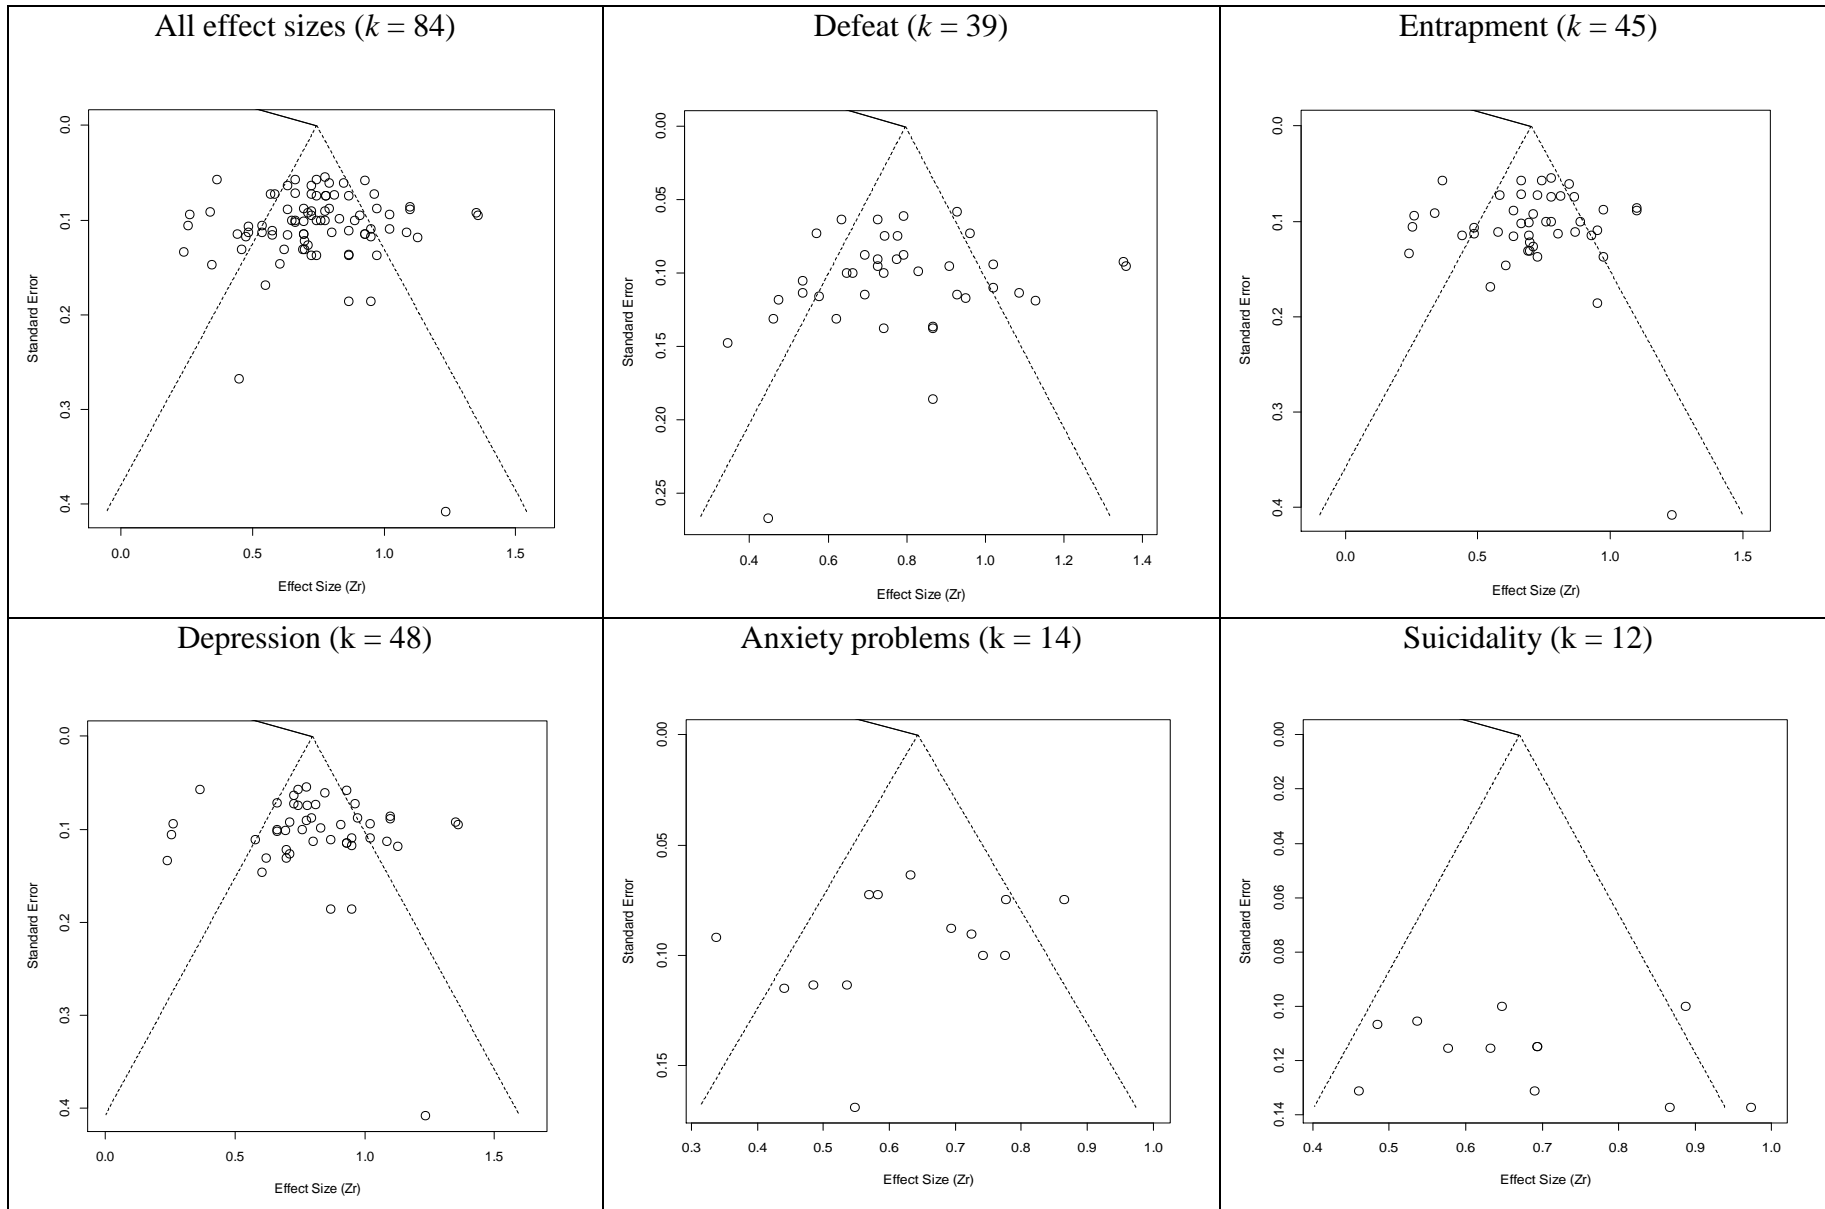 All effect sizes (k = 84)
0.0
0.1
0.2
0.3
0.4
Standard Error
0.0 0.5 1.0 1.5
Effect Size (Zr)
Defeat (k = 39)
0.00
0.05
0.10
0.15
0.20
0.25
Standard Error
0.4 0.6 0.8 1.0 1.2 1.4
Effect Size (Zr)
Entrapment (k = 45)
0.0
0.1
0.2
0.3
0.4
Standard Error
0.0 0.5 1.0 1.5
Effect Size (Zr)
Depression (k = 48)
0.0
0.1
0.2
0.3
0.4
Standard Error
0.0 0.5 1.0 1.5
Effect Size (Zr)
Anxiety problems (k = 14)
0.00
0.05
0.10
0.15
Standard Error
0.3 0.4 0.5 0.6 0.7 0.8 0.9 1.0
Effect Size (Zr)
Suicidality (k = 12)
0.00
0.02
0.04
0.06
0.08
0.10
0.12
0.14
Standard Error
0.4 0.5 0.6 0.7 0.8 0.9 1.0
Effect Size (Zr)